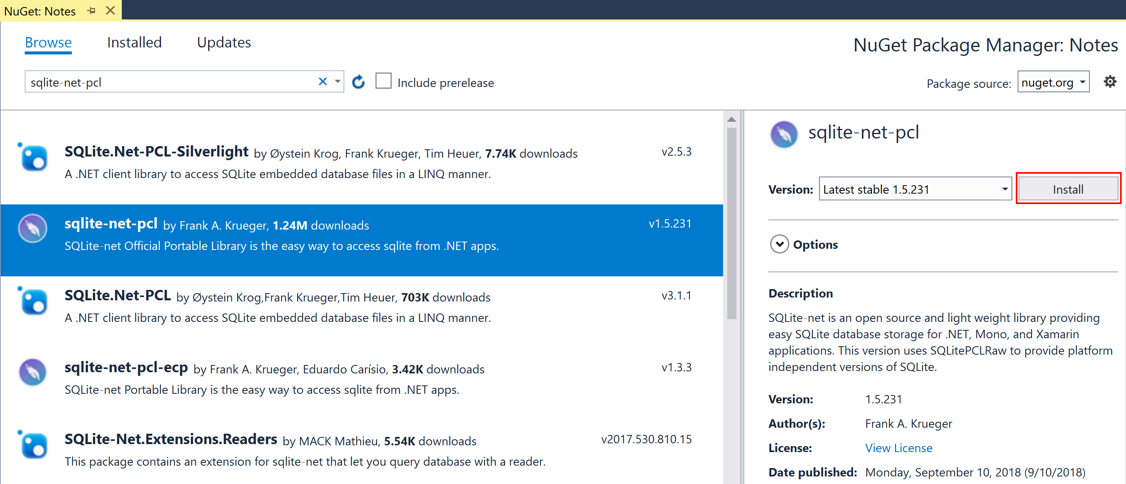 NuGet: Notes
Browse Installed Updates
NuGet Package Manager: Notes
sqlite-net-pcl
Include prerelease
Package source: nuget.org
SQLite.Net-PCL-Silverlight by Øystein Krog, Frank Krueger, Tim Heuer, 7.74K downloads
v2.5.3
A .NET client library to access SQLite embedded database files in a LINQ manner.
sqlite-net-pcl by Frank A. Krueger, 1.24M downloads
v1.5.231
SQLite-net Official Portable Library is the easy way to access sqlite from .NET apps.
SQLite.Net-PCL by Øystein Krog,Frank Krueger,Tim Heuer, 703K downloads
v3.1.1
A .NET client library to access SQLite embedded database files in a LINQ manner.
sqlite-net-pcl-ecp by Frank A. Krueger, Eduardo Carísio, 3.42K downloads
v1.3.3
SQLite-net Portable Library is the easy way to access sqlite from .NET apps.
SQLite-Net.Extensions.Readers by MACK Mathieu, 5.54K downloads
v2017.530.810.15
This package contains an extension for sqlite-net that let you query database with a reader.
sqlite-net-pcl
Version: Latest stable 1.5.231 Install
Options
Description
SQLite-net is an open source and light weight library providing
easy SQLite database storage for .NET, Mono, and Xamarin
applications. This version uses SQLitePCLRaw to provide platform
independent versions of SQLite.
Version: 1.5.231
Author(s): Frank A. Krueger
License: View License
Date published: Monday, September 10, 2018 (9/10/2018)